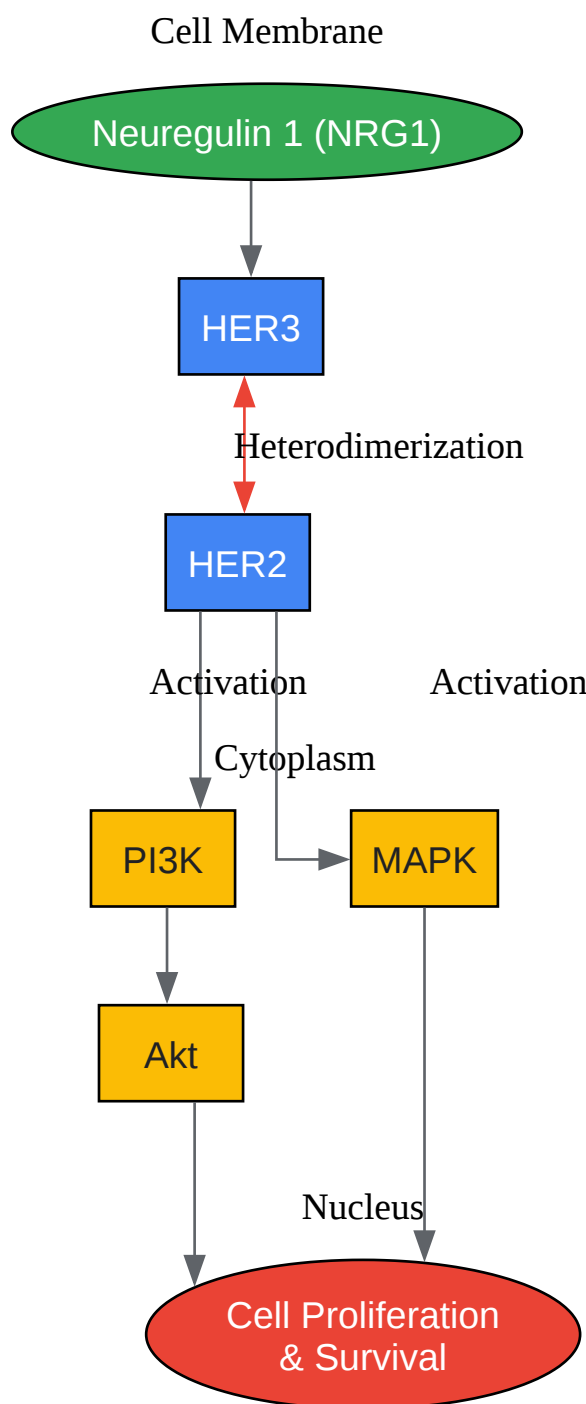 Cell Membrane
Neuregulin 1 (NRG1)
HER3
Heterodimerization
HER2
Activation
Activation
Cytoplasm
PI3K
MAPK
Akt
Nucleus
Cell Proliferation
& Survival